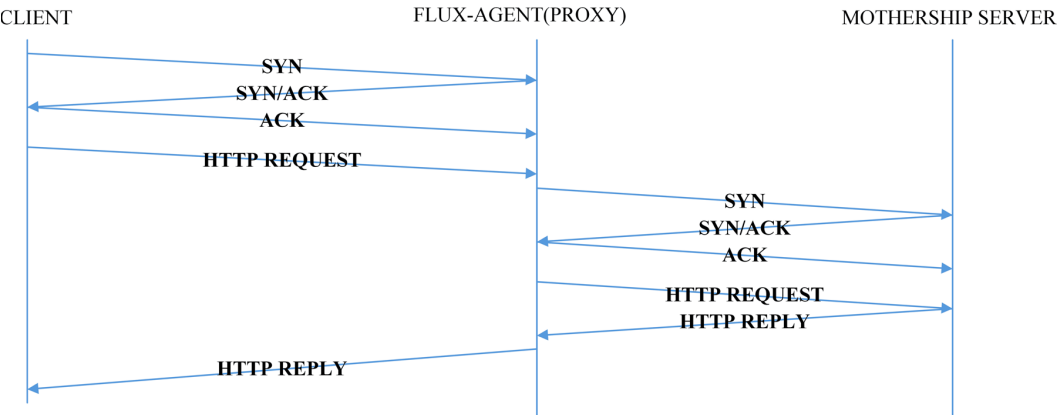 CLIENT
FLUX-AGENT(PROXY)
MOTHERSHIP SERVER
SYN
SYN/ACK
ACK
HTTP REQUEST
SYN
SYN/ACK
ACK
HTTP REQUEST
HTTP REPLY
HTTP REPLY